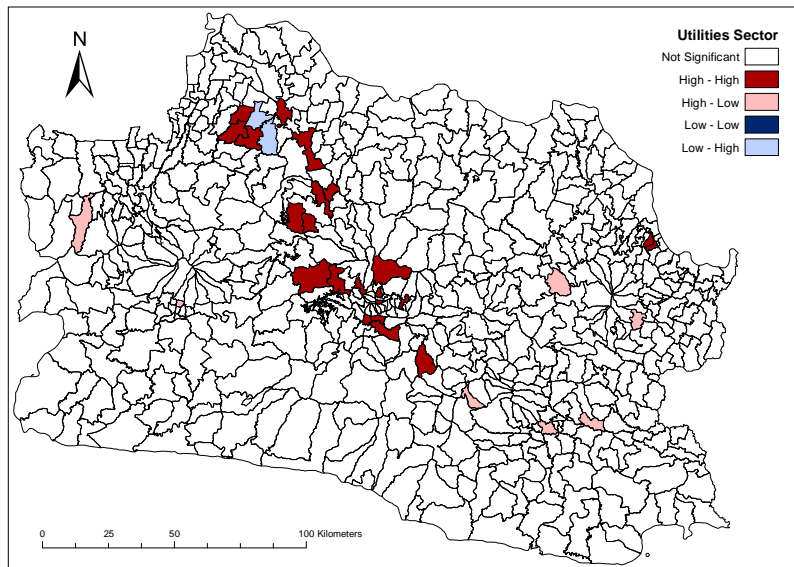 N
Utilities Sector
Not Significant
High - High
High - Low
Low - Low
Low - High
0 25 50 100 Kilometers